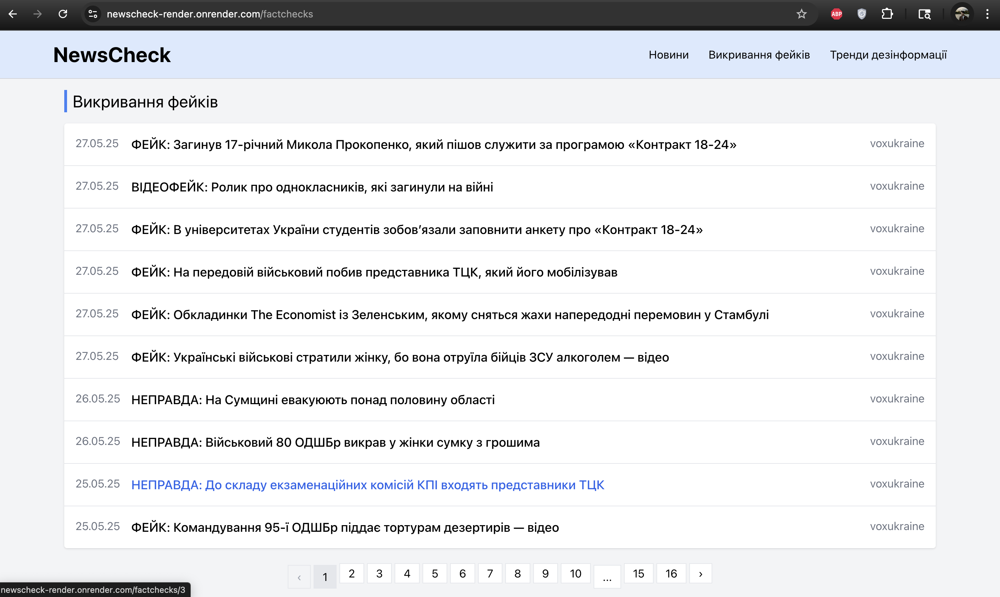 newscheck-render.onrender.com/factchecks
ABP
NewsCheck
Новини Викривання фейків Тренди дезінформації
Викривання фейків
27.05.25 ФЕЙК: Загинув 17-річний Микола Прокопенко, який пішов служити за програмою «Контракт 18-24» voxukraine
27.05.25 ВІДЕОФЕЙК: Ролик про однокласників, які загинули на війні voxukraine
27.05.25 ФЕЙК: В університетах України студентів зобов’язали заповнити анкету про «Контракт 18-24» voxukraine
27.05.25 ФЕЙК: На передовій військовий побив представника ТЦК, який його мобілізував voxukraine
27.05.25 ФЕЙК: Обкладинки The Economist із Зеленським, якому сняться жахи напередодні перемовин у Стамбулі voxukraine
27.05.25 ФЕЙК: Українські військові стратили жінку, бо вона отруїла бійців ЗСУ алкоголем — відео voxukraine
26.05.25 НЕПРАВДА: На Сумщині евакуюють понад половину області voxukraine
26.05.25 НЕПРАВДА: Військовий 80 ОДШБр викрав у жінки сумку з грошима voxukraine
25.05.25 НЕПРАВДА: До складу екзаменаційних комісій КПІ входять представники ТЦК voxukraine
25.05.25 ФЕЙК: Командування 95-ї ОДШБр піддає тортурам дезертирів — відео voxukraine
‹ 1 2 3 4 5 6 7 8 9 10 ... 15 16 ›
newscheck-render.onrender.com/factchecks/3